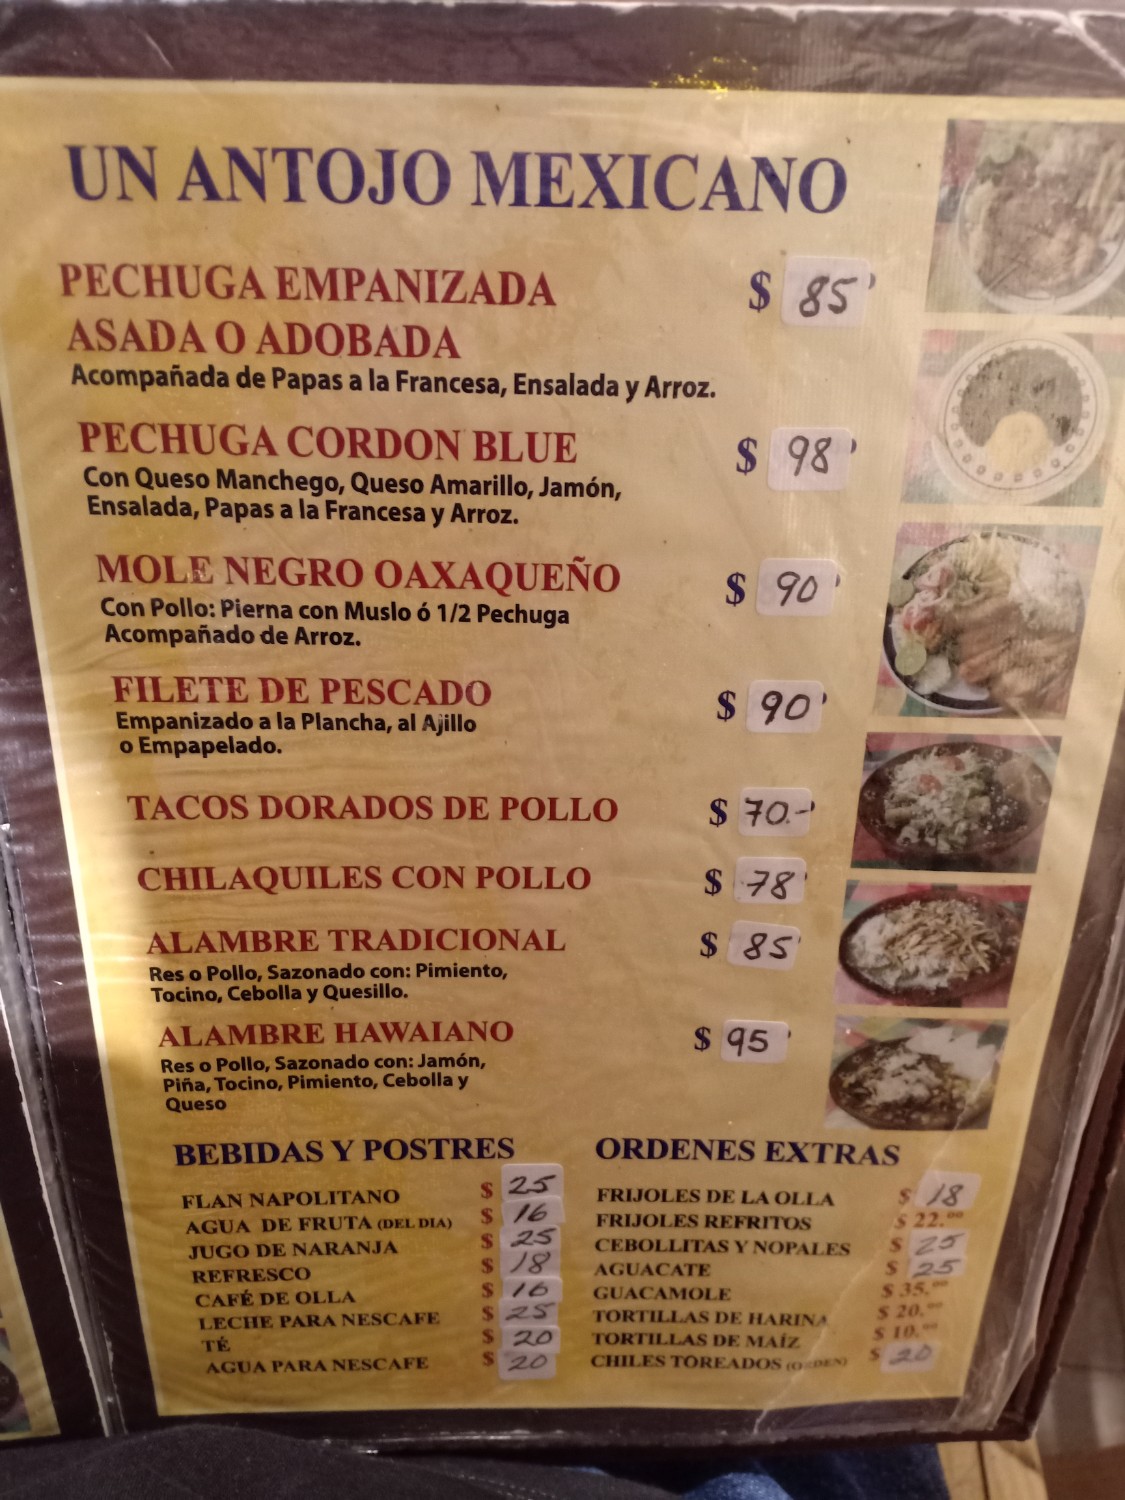 UN ANTOJO MEXICANO
PECHUGA EMPANIZADA $ 85
ASADA O ADOBADA
Acompañada de Papas a la Francesa, Ensalada y Arroz.
PECHUGA CORDON BLUE $ 98
Con Queso Manchego, Queso Amarillo, Jamón,
Ensalada, Papas a la Francesa y Arroz.
MOLE NEGRO OAXAQUEÑO $ 90
Con Pollo: Pierna con Muslo ó 1/2 Pechuga
Acompañado de Arroz.
FILETE DE PESCADO $ 90
Empanizado a la Plancha, al Ajillo
o Empapelado.
TACOS DORADOS DE POLLO $ 70.-
CHILAQUILES CON POLLO $ 78
ALAMBRE TRADICIONAL $ 85
Res o Pollo, Sazonado con: Pimiento,
Tocino, Cebolla y Quesillo.
ALAMBRE HAWAIANO $ 95
Res o Pollo, Sazonado con: Jamón,
Piña, Tocino, Pimiento, Cebolla y
Queso
BEBIDAS Y POSTRES
FLAN NAPOLITANO $ 25
AGUA DE FRUTA (DEL DIA) $ 16
JUGO DE NARANJA $ 25
REFRESCO $ 18
CAFÉ DE OLLA $ 16
LECHE PARA NESCAFE $ 25
TÉ $ 20
AGUA PARA NESCAFE $ 20
ORDENES EXTRAS
FRIJOLES DE LA OLLA $ 18
FRIJOLES REFRITOS $ 22.00
CEBOLLITAS Y NOPALES $ 25
AGUACATE $ 25
GUACAMOLE $ 35.00
TORTILLAS DE HARINA $ 20.00
TORTILLAS DE MAÍZ $ 10.00
CHILES TOREADOS (ORDEN) $ 20